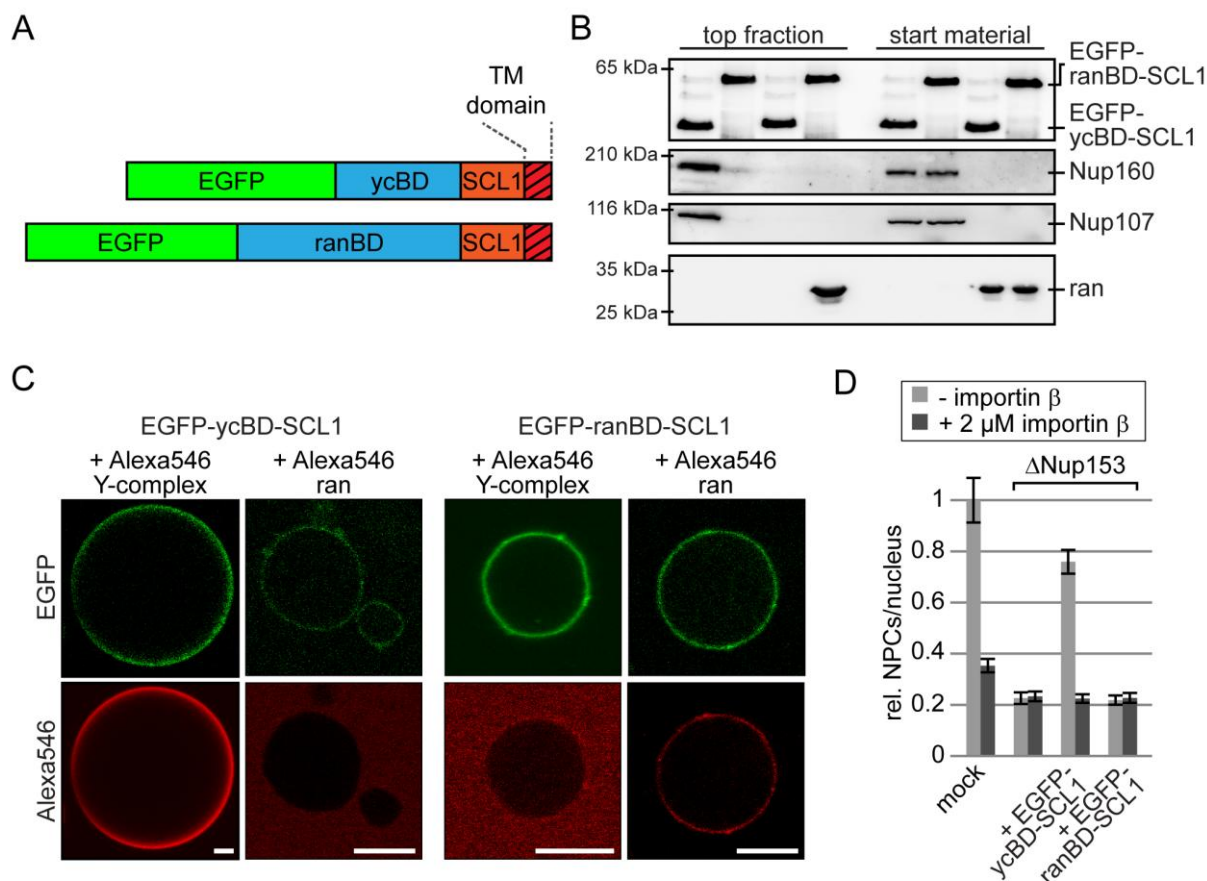 A
TM
domain
EGFP
ycBD
SCL1
EGFP
ranBD
SCL1
B
top fraction
start material
65 kDa
EGFP-
ranBD-SCL1
EGFP-
ycBD-SCL1
210 kDa
Nup160
116 kDa
Nup107
35 kDa
ran
25 kDa
C
EGFP-ycBD-SCL1
EGFP-ranBD-SCL1
+ Alexa546
Y-complex
+ Alexa546
ran
+ Alexa546
Y-complex
+ Alexa546
ran
EGFP
Alexa546
D
- importin β
+ 2 µM importin β
ΔNup153
rel. NPCs/nucleus
1
0.8
0.6
0.4
0.2
0
mock
+ EGFP-
ycBD-SCL1
+ EGFP-
ranBD-SCL1